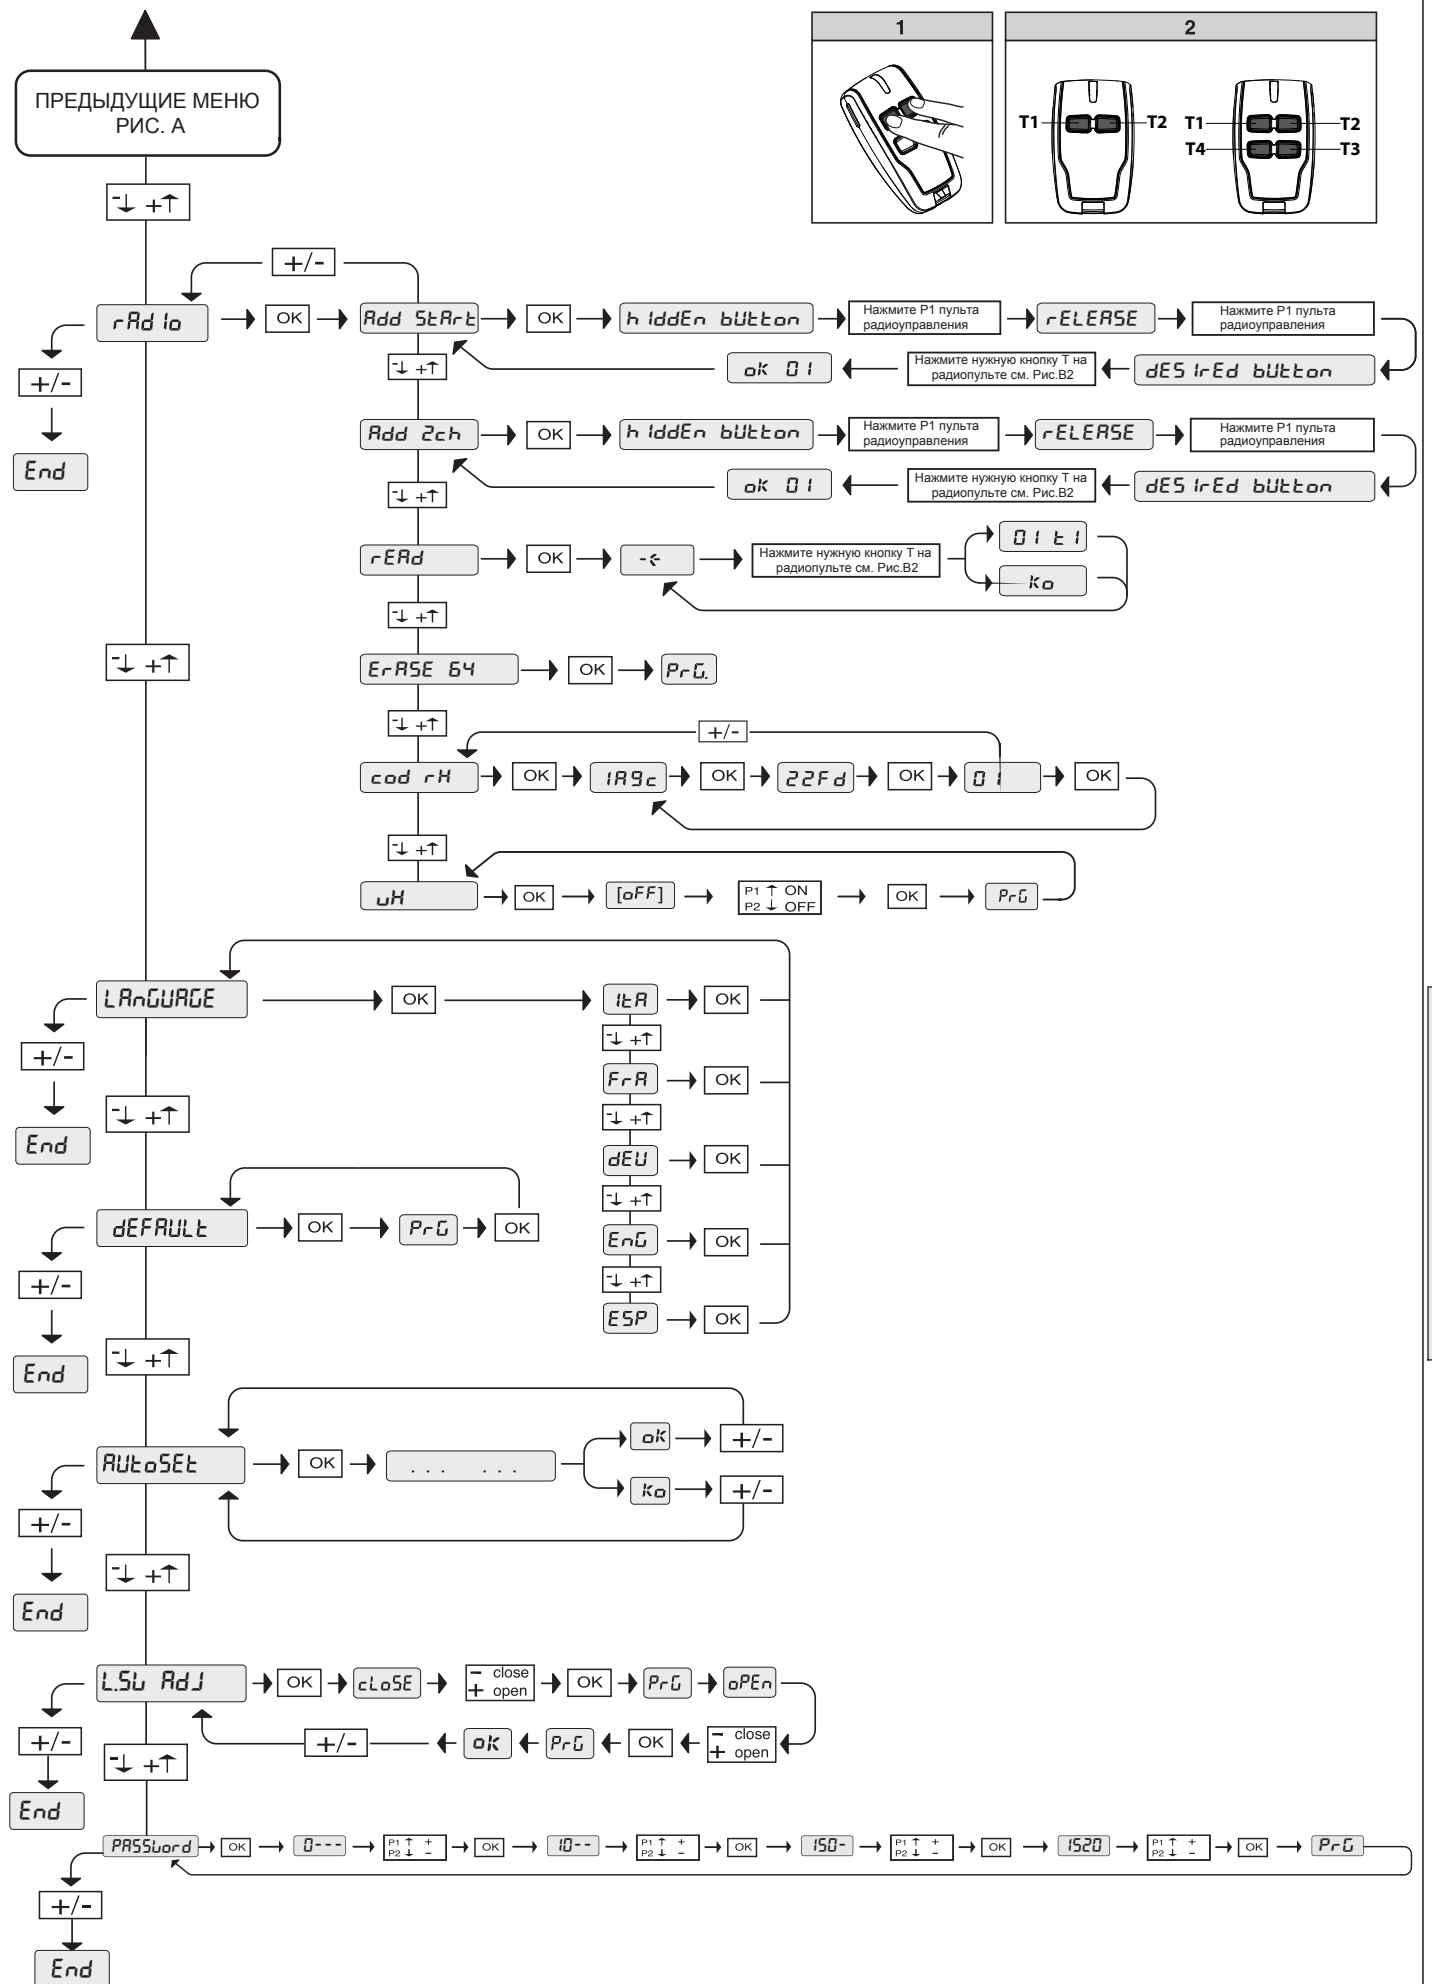 1
2
ПРЕДЫДУЩИЕ МЕНЮ
РИС. А
T1
T2
T1
T2
T4
T3
-↓ +↑
+/-
rAdIo
OK
Add StArt
OK
hIddEn bUtton
Нажмите P1 пульта
радиоуправления
rELEASE
Нажмите P1 пульта
радиоуправления
-↓ +↑
ok 01
Нажмите нужную кнопку T на
радиопульте см. Рис.B2
dESIrEd bUtton
+/-
End
Add 2ch
OK
hIddEn bUtton
Нажмите P1 пульта
радиоуправления
rELEASE
Нажмите P1 пульта
радиоуправления
-↓ +↑
ok 01
Нажмите нужную кнопку T на
радиопульте см. Рис.B2
dESIrEd bUtton
rEAd
OK
Нажмите нужную кнопку T на
радиопульте см. Рис.B2
01 t1
Ko
-↓ +↑
-↓ +↑
ErASE 64
OK
PrG.
-↓ +↑
+/-
cod rX
OK
1A9c
OK
22Fd
OK
01
OK
-↓ +↑
uX
OK
[oFF]
P1 ↑ ON
P2 ↓ OFF
OK
PrG
LAnGUAGE
OK
ItA
OK
-↓ +↑
+/-
FrA
OK
-↓ +↑
-↓ +↑
End
dEU
OK
-↓ +↑
dEFAULt
OK
PrG
OK
EnG
OK
-↓ +↑
+/-
ESP
OK
-↓ +↑
End
AUtoSEt
OK
... ...
ok
+/-
Ko
+/-
+/-
-↓ +↑
End
L.SW AdJ
OK
cLoSE
- close
+ open
OK
PrG
oPEn
+/-
+/-
ok
PrG
OK
- close
+ open
-↓ +↑
End
PASSWord
OK
0---
P1 ↑ +
P2 ↓ -
OK
10--
P1 ↑ +
P2 ↓ -
OK
150-
P1 ↑ +
P2 ↓ -
OK
1520
P1 ↑ +
P2 ↓ -
OK
PrG
+/-
End